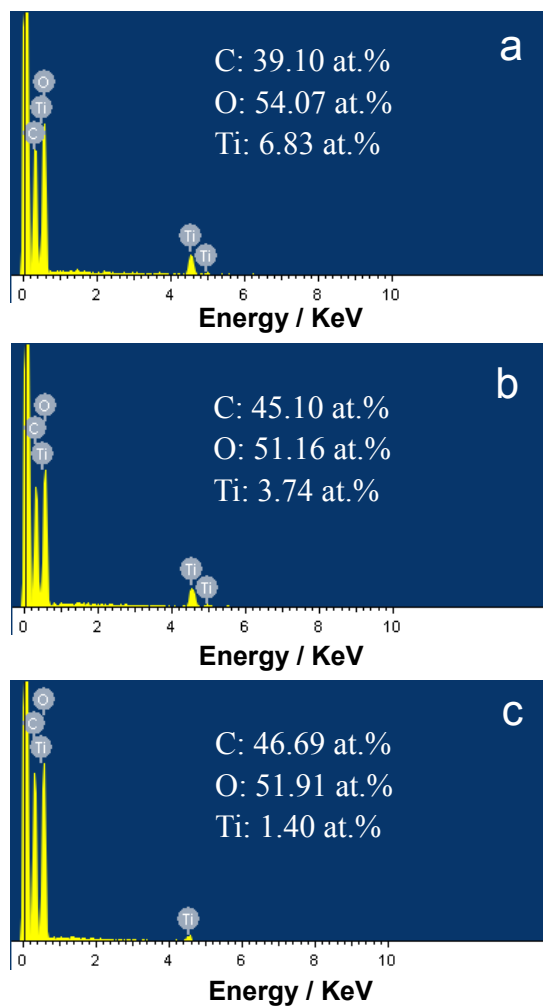 a
C: 39.10 at.%
O: 54.07 at.%
Ti: 6.83 at.%
O
Ti
C
Ti
Ti
0 2 4 6 8 10
Energy / KeV
b
C: 45.10 at.%
O: 51.16 at.%
Ti: 3.74 at.%
O
C
Ti
Ti
Ti
0 2 4 6 8 10
Energy / KeV
c
C: 46.69 at.%
O: 51.91 at.%
Ti: 1.40 at.%
O
C
Ti
Ti
0 2 4 6 8 10
Energy / KeV